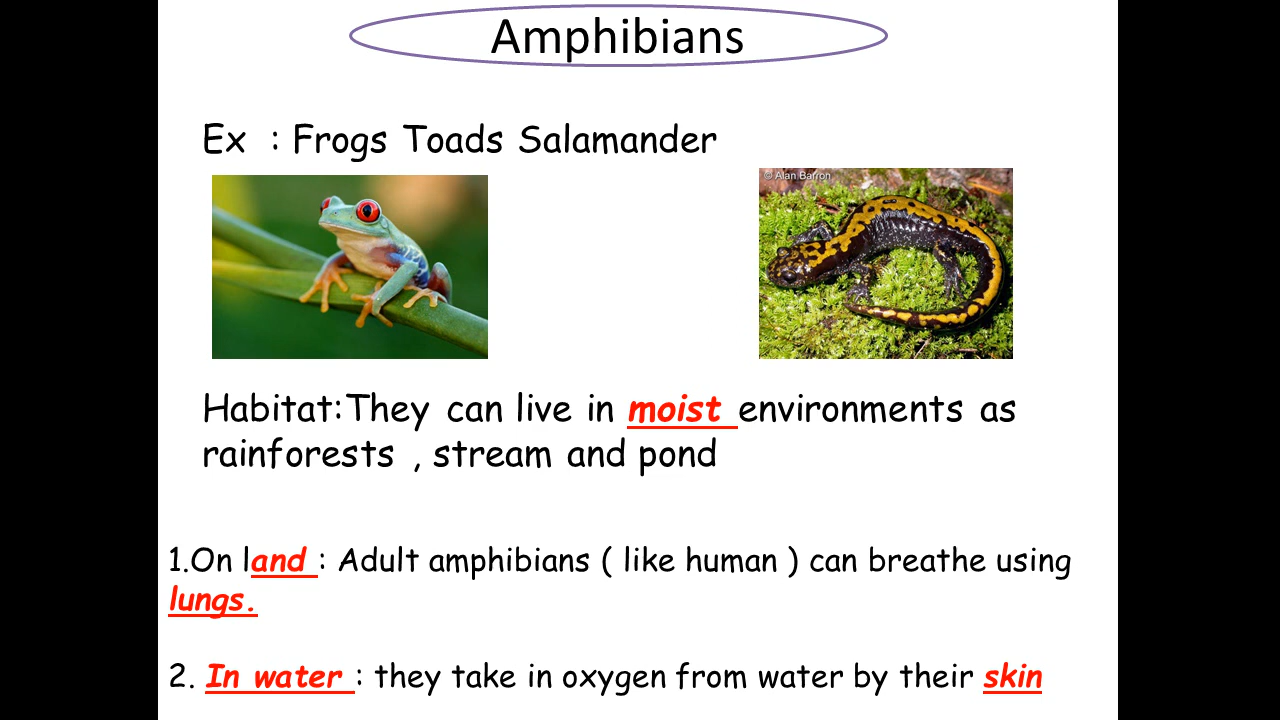 Amphibians
Ex : Frogs Toads Salamander
© Alan Barron
Habitat:They can live in moist environments as
rainforests , stream and pond
1.On land : Adult amphibians ( like human ) can breathe using
lungs.
2. In water : they take in oxygen from water by their skin